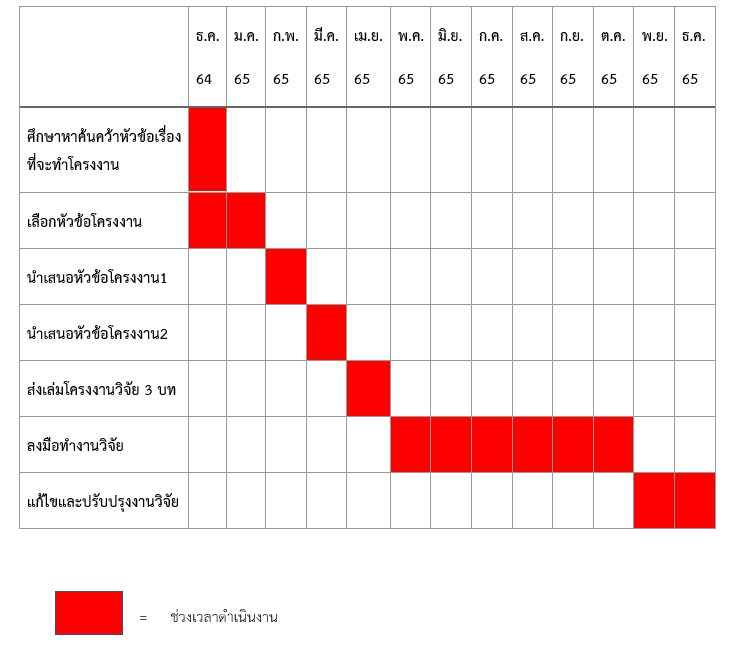 ธ.ค. ม.ค. ก.พ. มี.ค. เม.ย. พ.ค. มิ.ย. ก.ค. ส.ค. ก.ย. ต.ค. พ.ย. ธ.ค.
64 65 65 65 65 65 65 65 65 65 65 65 65
ศึกษาหาค้นคว้าหัวข้อเรื่อง
ที่จะทำโครงงาน
เลือกหัวข้อโครงงาน
นำเสนอหัวข้อโครงงาน1
นำเสนอหัวข้อโครงงาน2
ส่งเล่มโครงงานวิจัย 3 บท
ลงมือทำงานวิจัย
แก้ไขและปรับปรุงงานวิจัย
= ช่วงเวลาดำเนินงาน